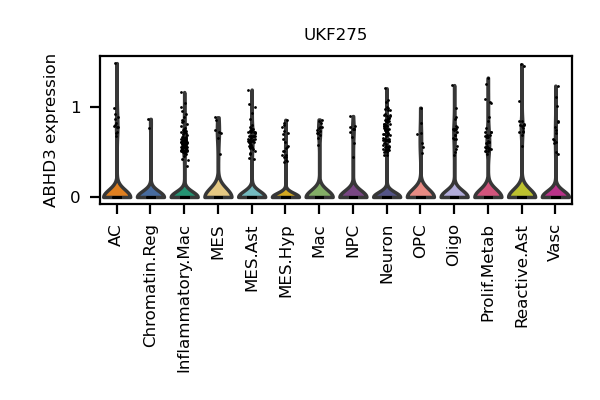 UKF275
ABHD3 expression
1
0
AC
Chromatin.Reg
Inflammatory.Mac
MES
MES.Ast
MES.Hyp
Mac
NPC
Neuron
OPC
Oligo
Prolif.Metab
Reactive.Ast
Vasc